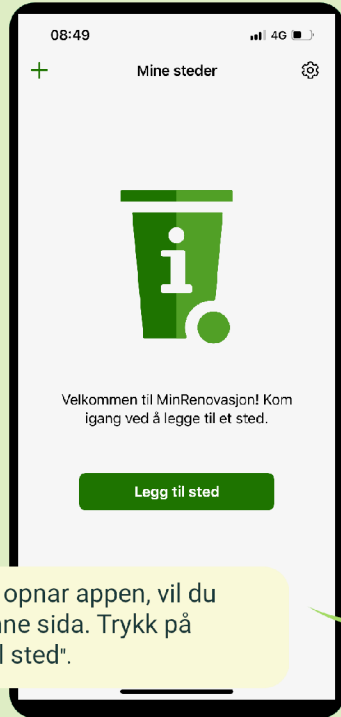 08:49
4G
Mine steder
i
Velkommen til MinRenovasjon! Kom
igang ved å legge til et sted.
Legg til sted
opnar appen, vil du
ne sida. Trykk på
sted".